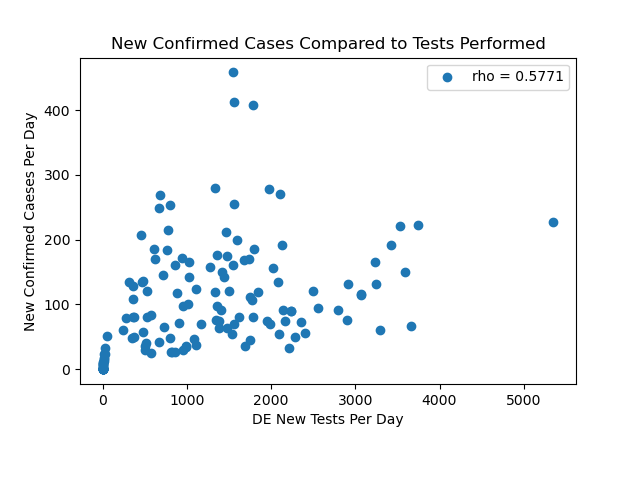 New Confirmed Cases Compared to Tests Performed
rho = 0.5771
New Confirmed Caeses Per Day
400
300
200
100
0
0 1000 2000 3000 4000 5000
DE New Tests Per Day